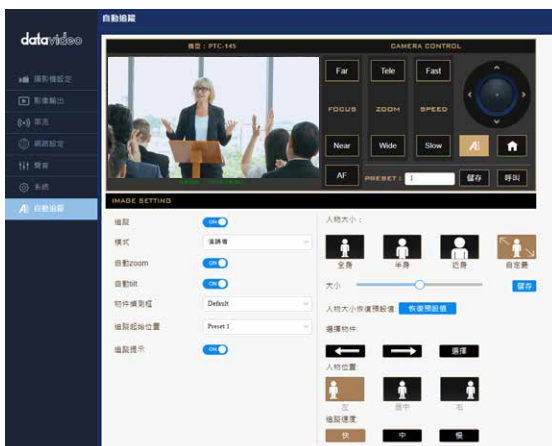 自動追蹤
datavideo
機型 : PTC-145
CAMERA CONTROL
攝影機設定
影像輸出
串流
網路設定
聲音
系統
自動追蹤
Far
Tele
Fast
FOCUS
ZOOM
SPEED
Near
Wide
Slow
AF
PRESET :
1
儲存
呼叫
IMAGE SETTING
追蹤
ON
模式
演講者
自動zoom
ON
自動tilt
ON
物件偵測框
Default
追蹤起始位置
Preset 1
追蹤提示
ON
人物大小 :
全身
半身
近身
自定義
大小
儲存
人物大小恢復預設值:
恢復預設值
選擇物件:
選擇
人物位置:
左
居中
右
追蹤速度:
快
中
慢